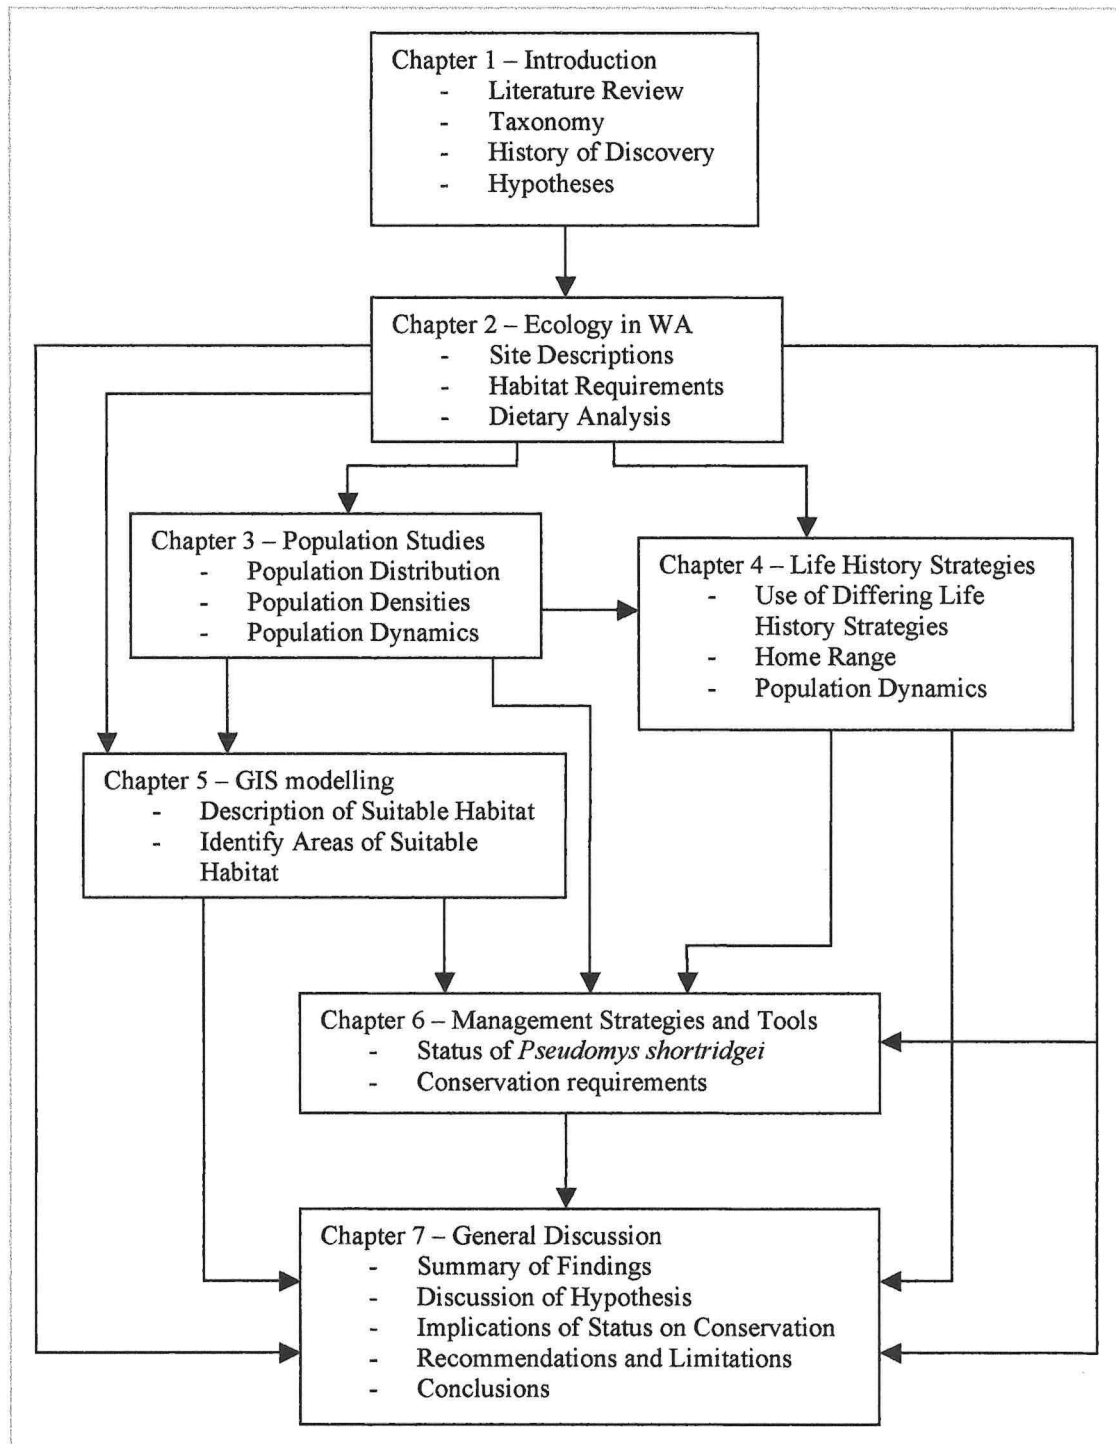 Chapter 1 – Introduction
- Literature Review
- Taxonomy
- History of Discovery
- Hypotheses
Chapter 2 – Ecology in WA
- Site Descriptions
- Habitat Requirements
- Dietary Analysis
Chapter 3 – Population Studies
- Population Distribution
- Population Densities
- Population Dynamics
Chapter 4 – Life History Strategies
- Use of Differing Life
History Strategies
- Home Range
- Population Dynamics
Chapter 5 – GIS modelling
- Description of Suitable Habitat
- Identify Areas of Suitable
Habitat
Chapter 6 – Management Strategies and Tools
- Status of Pseudomys shortridgei
- Conservation requirements
Chapter 7 – General Discussion
- Summary of Findings
- Discussion of Hypothesis
- Implications of Status on Conservation
- Recommendations and Limitations
- Conclusions